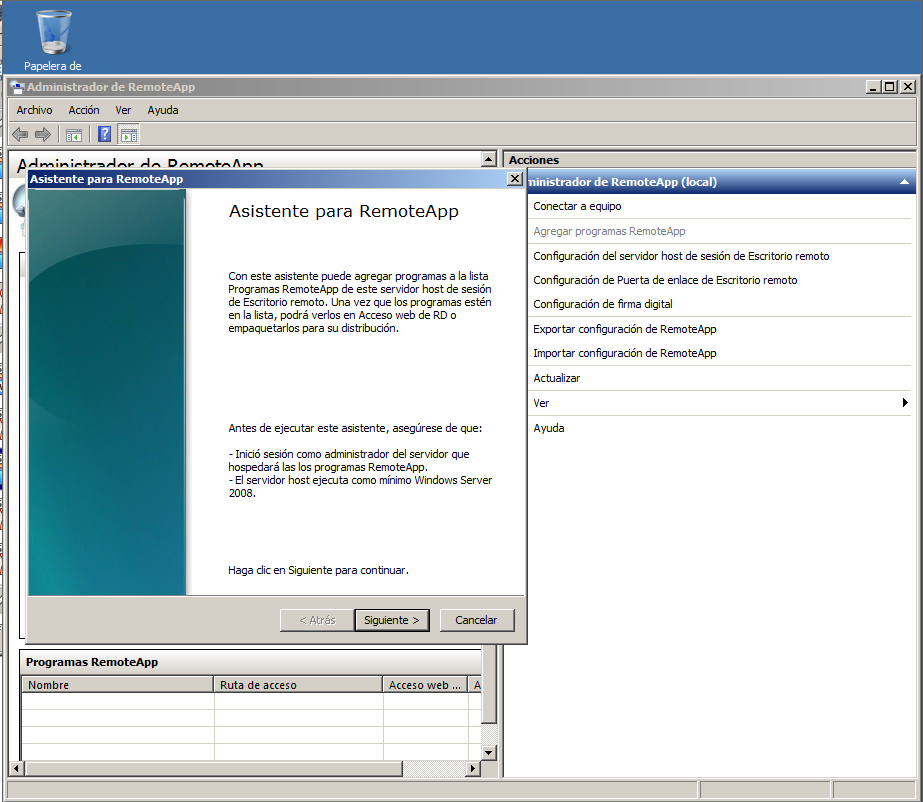 Papelera de
Administrador de RemoteApp
Archivo Acción Ver Ayuda
?
Administrador de RemoteApp
Asistente para RemoteApp
Asistente para RemoteApp
Con este asistente puede agregar programas a la lista
Programas RemoteApp de este servidor host de sesión
de Escritorio remoto. Una vez que los programas estén
en la lista, podrá verlos en Acceso web de RD o
empaquetarlos para su distribución.
Antes de ejecutar este asistente, asegúrese de que:
- Inició sesión como administrador del servidor que
hospedará las los programas RemoteApp.
- El servidor host ejecuta como mínimo Windows Server
2008.
Haga clic en Siguiente para continuar.
< Atrás Siguiente > Cancelar
Programas RemoteApp
Nombre Ruta de acceso Acceso web ... A
Acciones
ministrador de RemoteApp (local)
Conectar a equipo
Agregar programas RemoteApp
Configuración del servidor host de sesión de Escritorio remoto
Configuración de Puerta de enlace de Escritorio remoto
Configuración de firma digital
Exportar configuración de RemoteApp
Importar configuración de RemoteApp
Actualizar
Ver
Ayuda